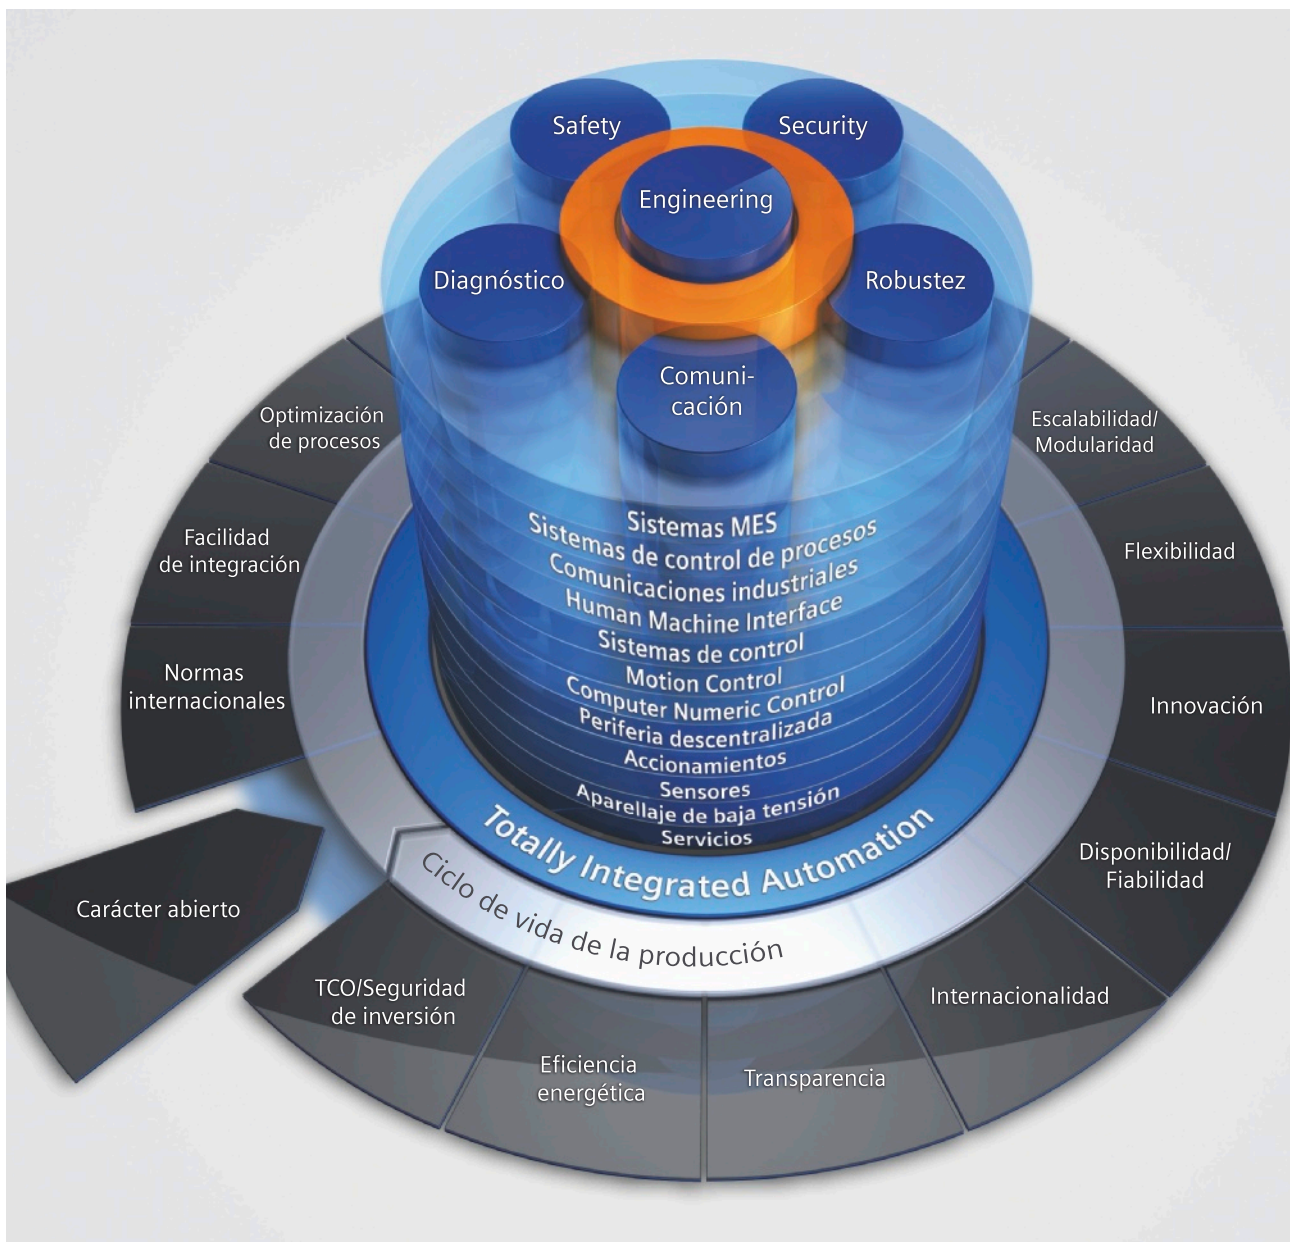 Safety
Security
Engineering
Diagnóstico
Robustez
Comuni-
cación
Optimización
de procesos
Escalabilidad/
Modularidad
Facilidad
de integración
Flexibilidad
Normas
internacionales
Innovación
Sistemas MES
Sistemas de control de procesos
Comunicaciones industriales
Human Machine Interface
Sistemas de control
Motion Control
Computer Numeric Control
Periferia descentralizada
Accionamientos
Sensores
Aparellaje de baja tensión
Servicios
Totally Integrated Automation
Ciclo de vida de la producción
Disponibilidad/
Fiabilidad
Carácter abierto
TCO/Seguridad
de inversión
Internacionalidad
Eficiencia
energética
Transparencia